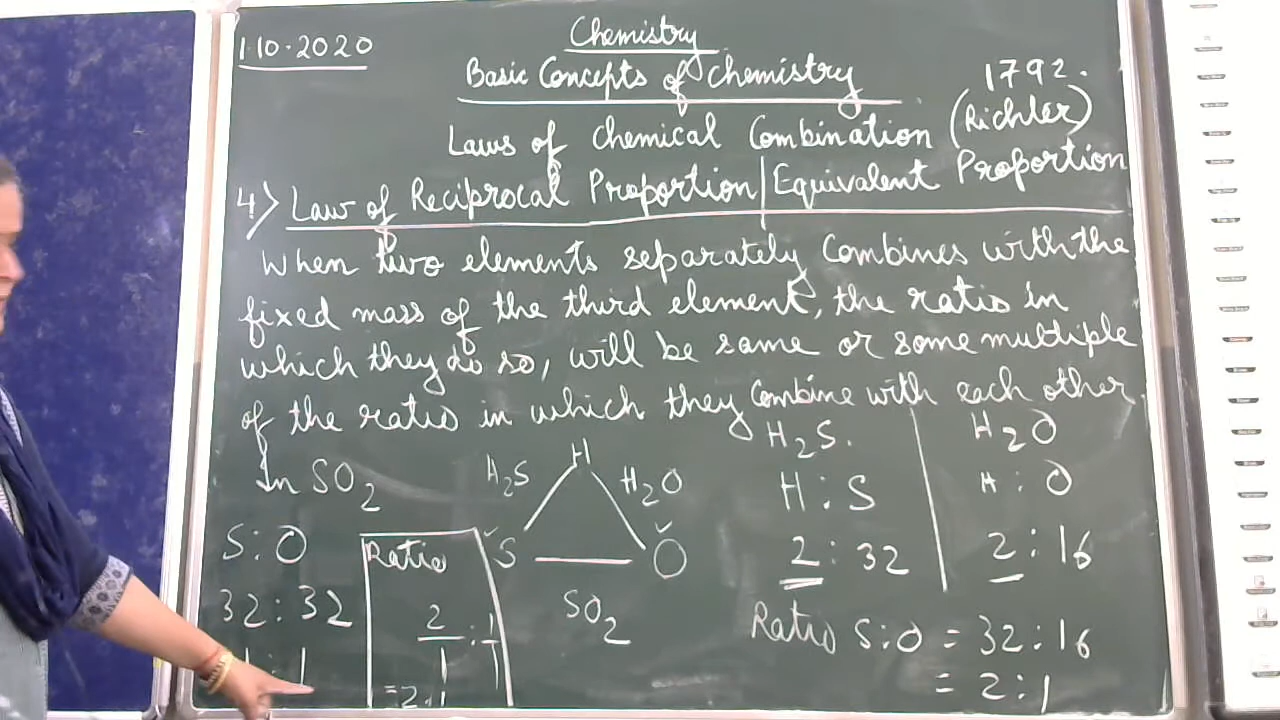 1.10.2020
Chemistry
Basic Concepts of Chemistry
1792.
Laws of Chemical Combination (Richler)
4> Law of Reciprocal Proportion/Equivalent Proportion
When two elements separately Combines with the
fixed mass of the third element, the ratio in
which they do so, will be same or some multiple
of the ratio in which they Combine with each other.
In SO2
S:O
32:32
1:1
Ratio
2/1 : 1/1
=2:1
H
H2S
H2O
S
O
SO2
H2S.
H:S
2:32
H2O
H:O
2:16
Ratio S:O = 32:16
= 2:1